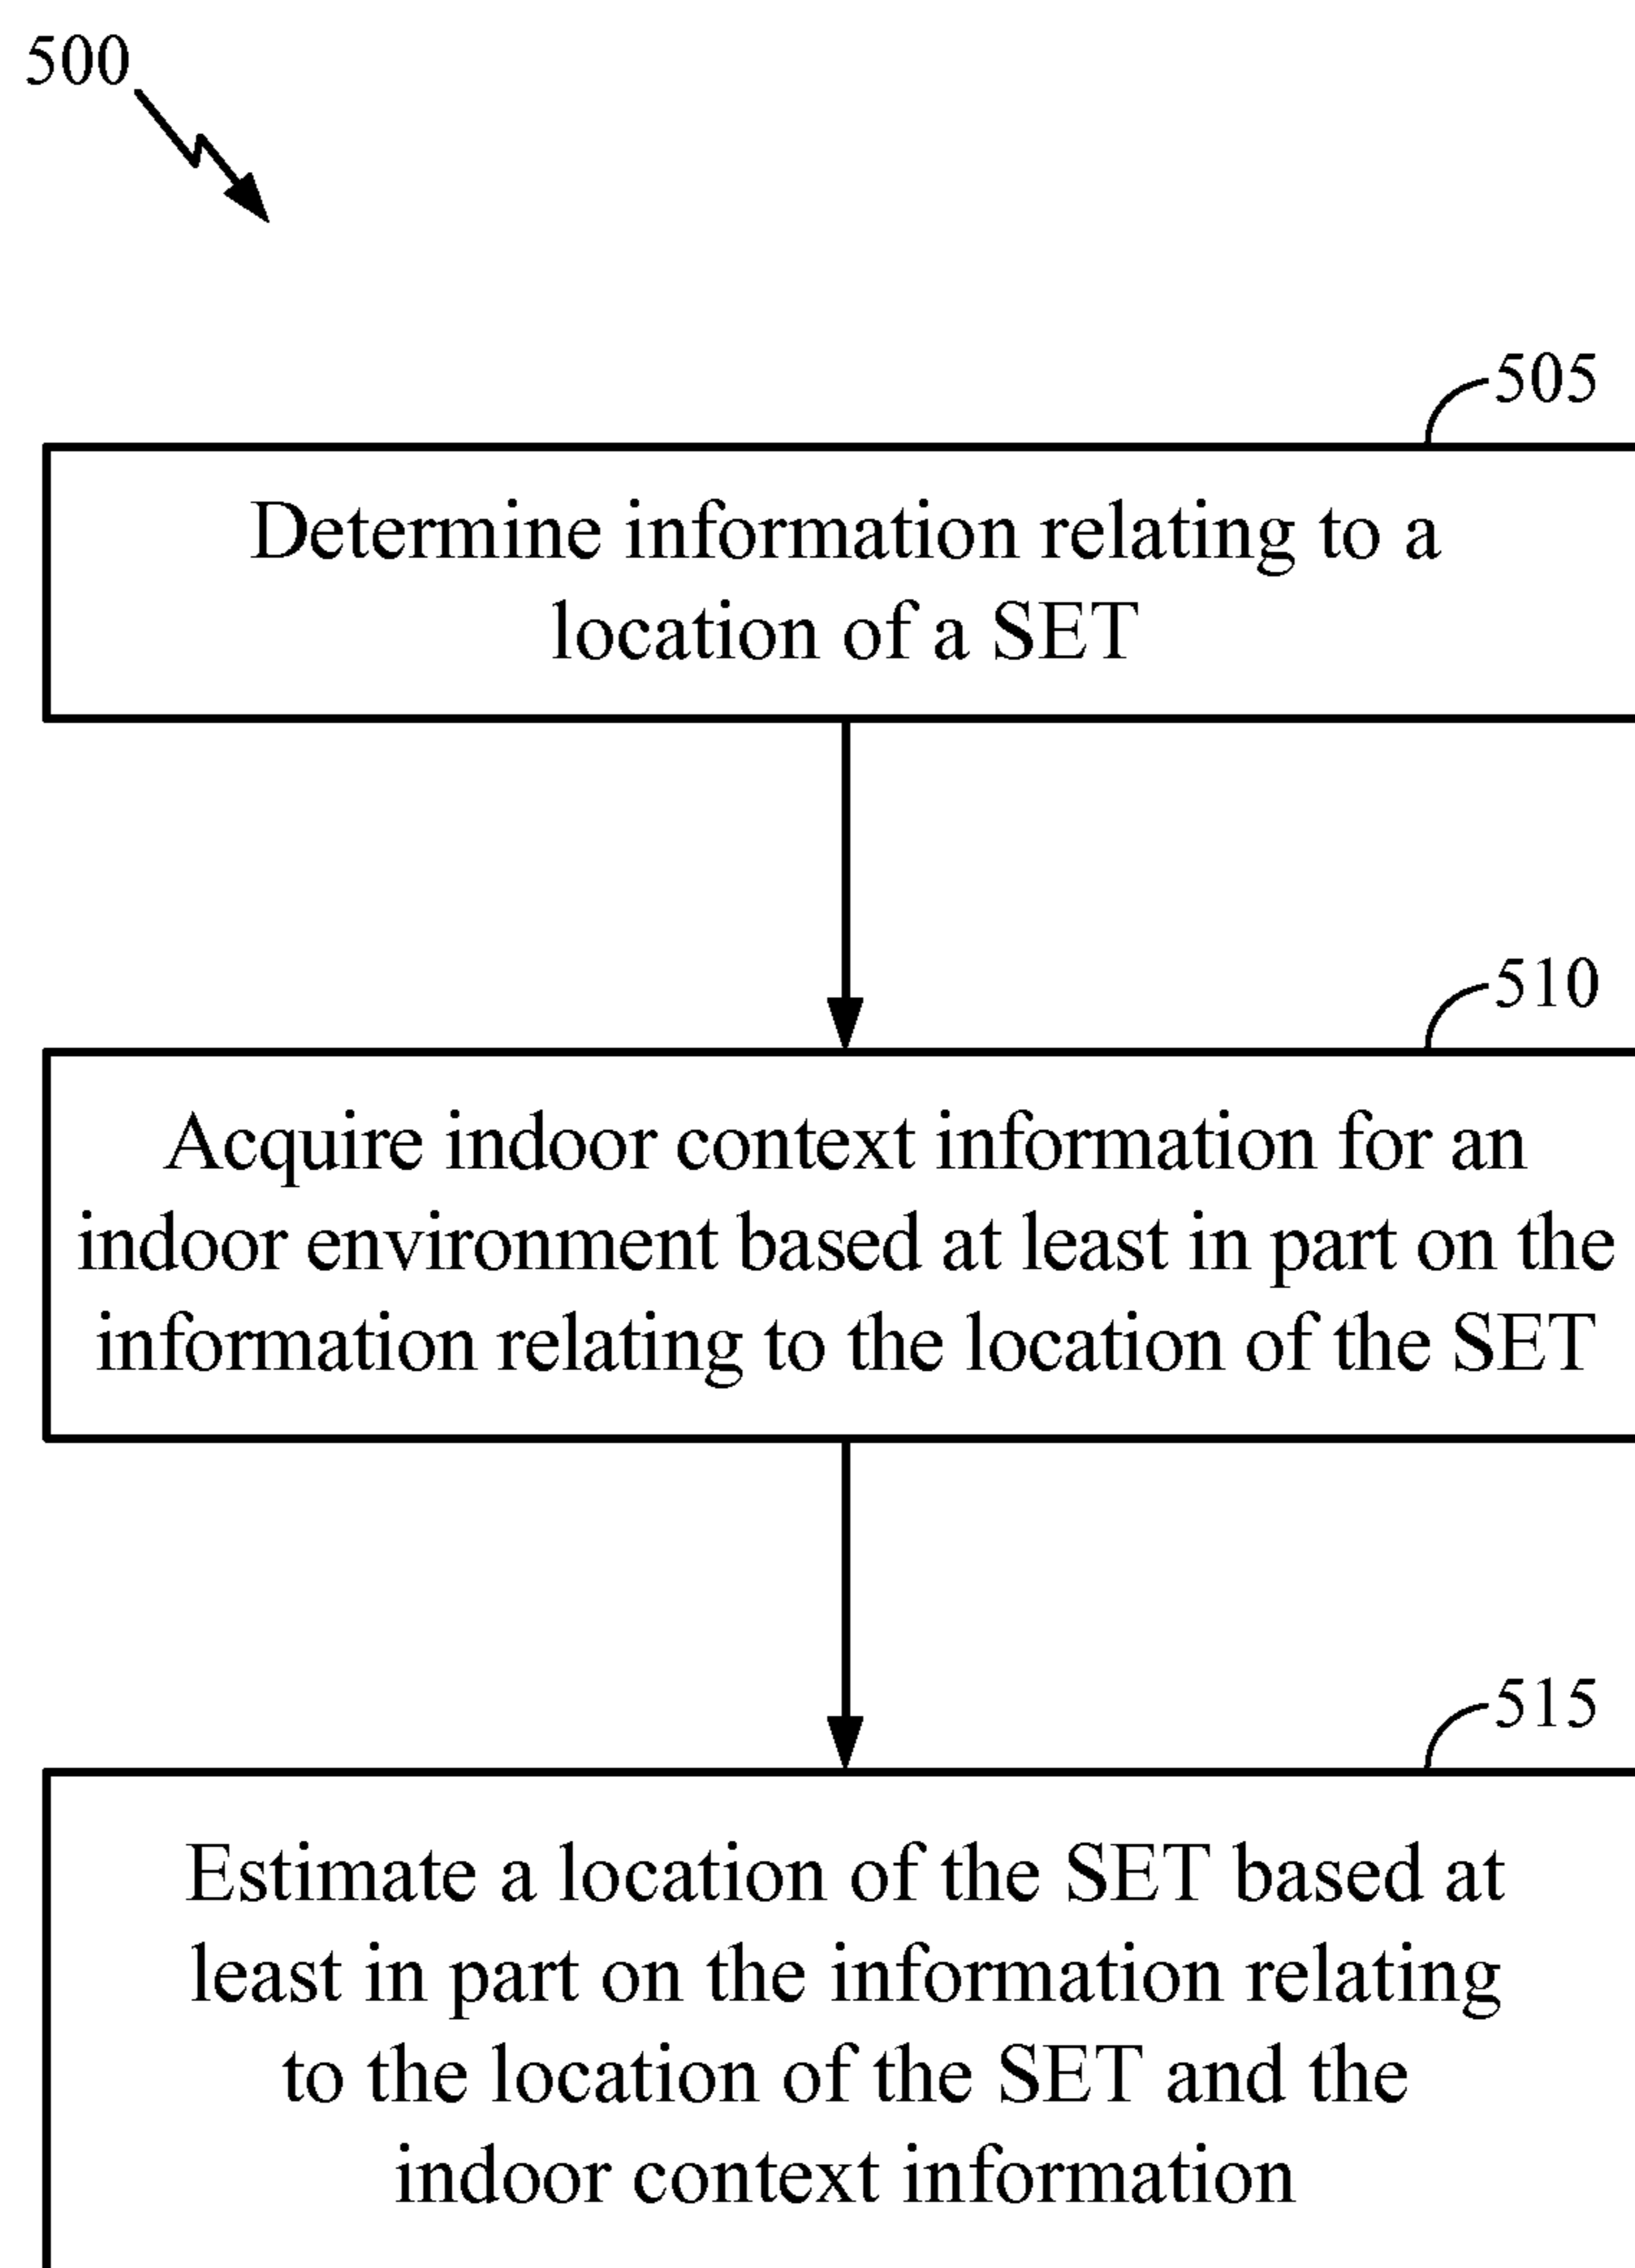 500
505
Determine information relating to a
location of a SET
510
Acquire indoor context information for an
indoor environment based at least in part on the
information relating to the location of the SET
515
Estimate a location of the SET based at
least in part on the information relating
to the location of the SET and the
indoor context information